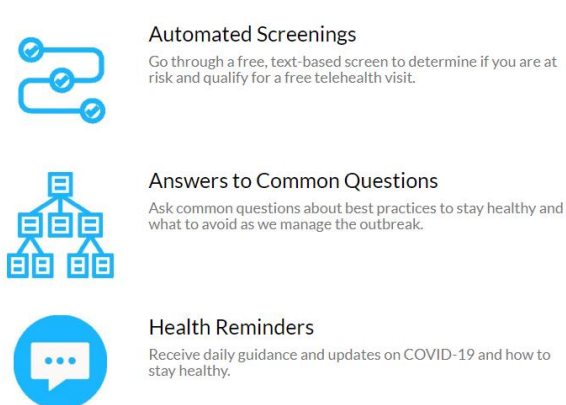 Automated Screenings
Go through a free, text-based screen to determine if you are at
risk and qualify for a free telehealth visit.
Answers to Common Questions
Ask common questions about best practices to stay healthy and
what to avoid as we manage the outbreak.
Health Reminders
Receive daily guidance and updates on COVID-19 and how to
stay healthy.